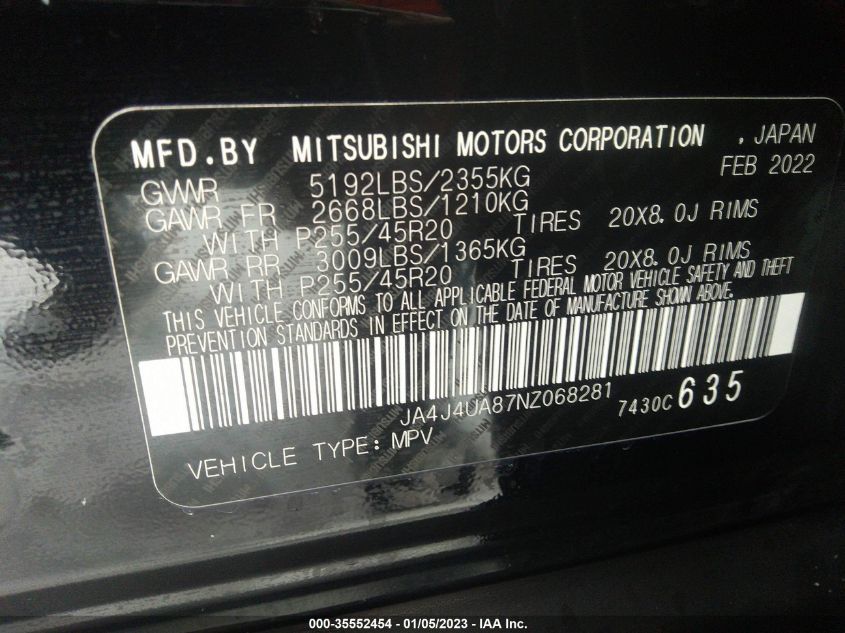 MFD.BY MITSUBISHI MOTORS CORPORATION , JAPAN
FEB 2022
GVWR 5192LBS/2355KG
GAWR FR 2668LBS/1210KG
WITH P255/45R20 TIRES 20X8.0J RIMS
GAWR RR 3009LBS/1365KG
WITH P255/45R20 TIRES 20X8.0J RIMS
THIS VEHICLE CONFORMS TO ALL APPLICABLE FEDERAL MOTOR VEHICLE SAFETY AND THEFT
PREVENTION STANDARDS IN EFFECT ON THE DATE OF MANUFACTURE SHOWN ABOVE.
JA4J4UA87NZ068281 7430C 635
VEHICLE TYPE: MPV
000-35552454 — 01/05/2023 — IAA Inc.